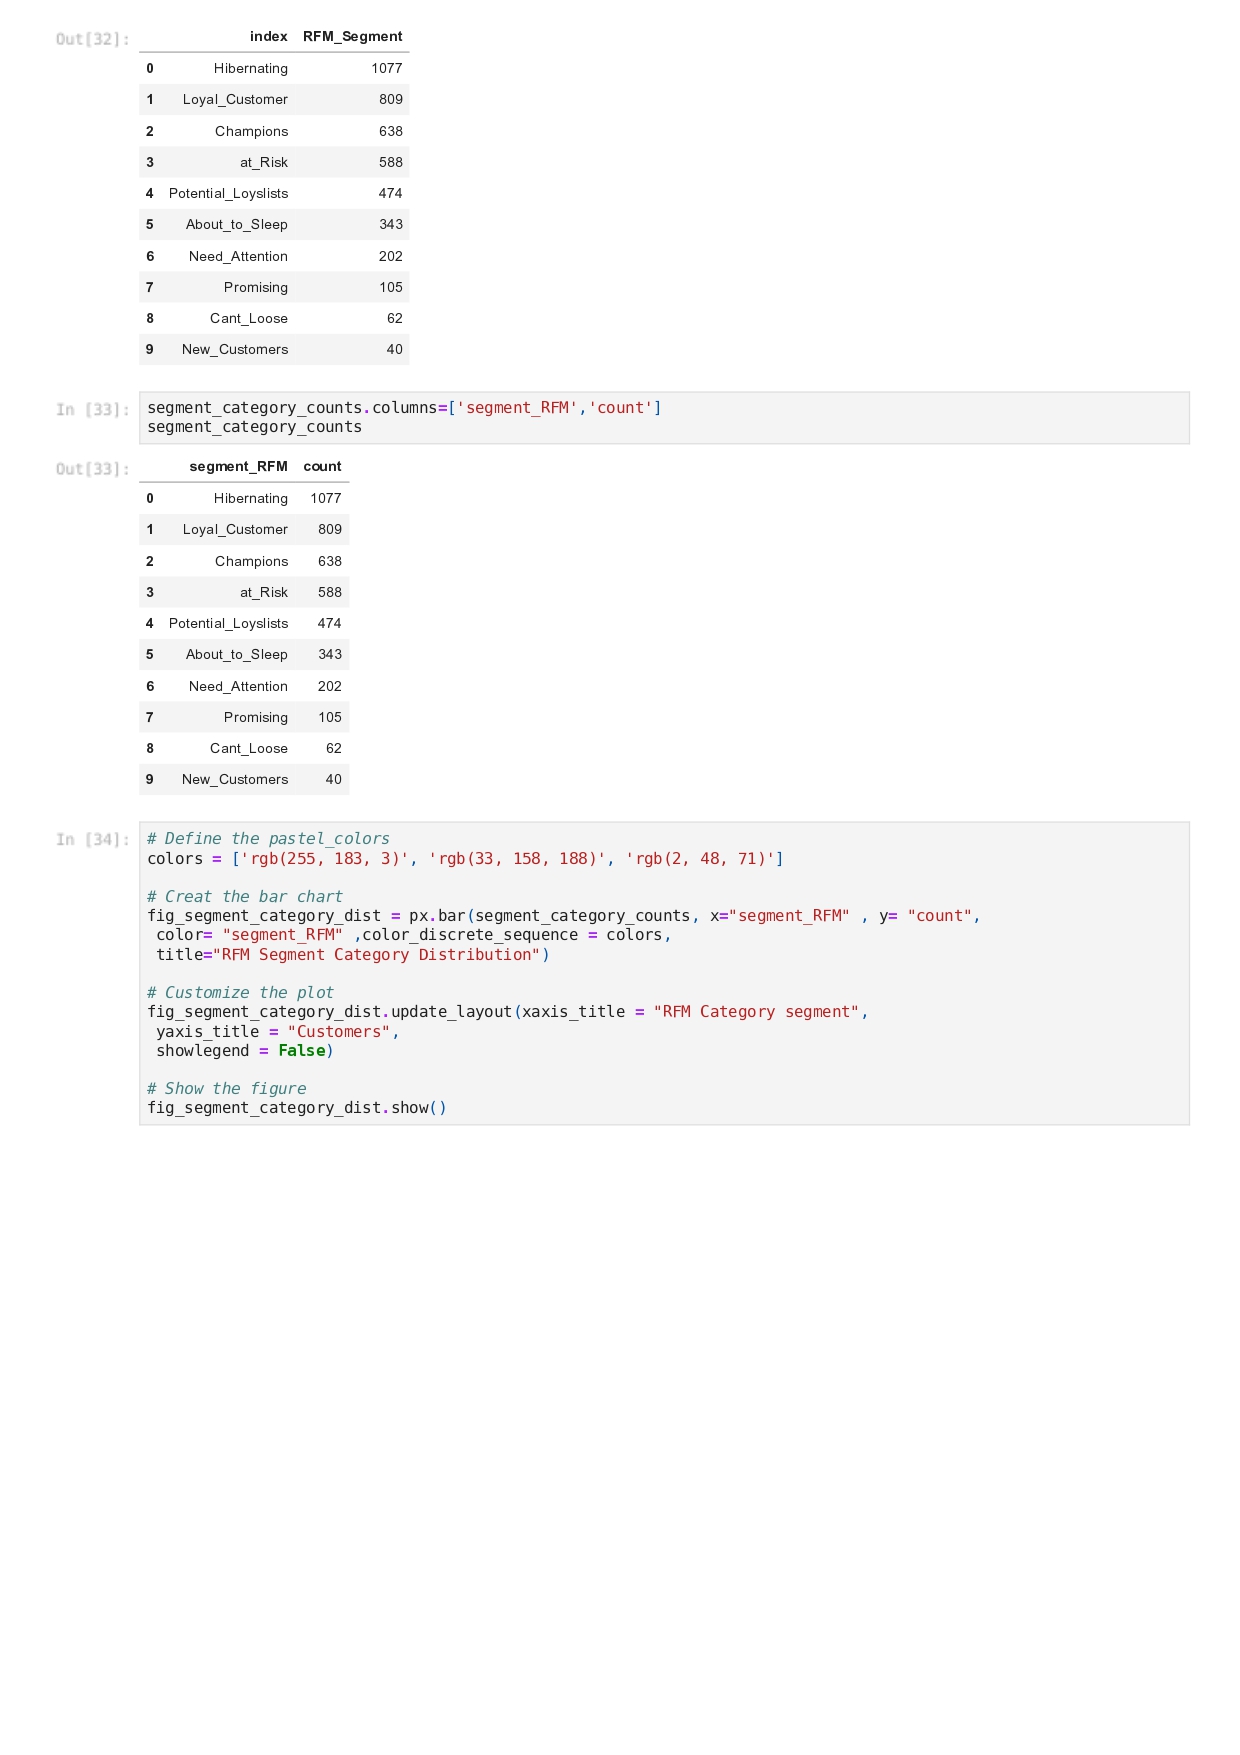 Out[32]: index RFM_Segment
0 Hibernating 1077
1 Loyal_Customer 809
2 Champions 638
3 at_Risk 588
4 Potential_Loyslists 474
5 About_to_Sleep 343
6 Need_Attention 202
7 Promising 105
8 Cant_Loose 62
9 New_Customers 40
In [33]: segment_category_counts.columns=['segment_RFM','count']
segment_category_counts
Out[33]: segment_RFM count
0 Hibernating 1077
1 Loyal_Customer 809
2 Champions 638
3 at_Risk 588
4 Potential_Loyslists 474
5 About_to_Sleep 343
6 Need_Attention 202
7 Promising 105
8 Cant_Loose 62
9 New_Customers 40
In [34]: # Define the pastel_colors
colors = ['rgb(255, 183, 3)', 'rgb(33, 158, 188)', 'rgb(2, 48, 71)']
# Creat the bar chart
fig_segment_category_dist = px.bar(segment_category_counts, x="segment_RFM" , y= "count",
color= "segment_RFM" ,color_discrete_sequence = colors,
title="RFM Segment Category Distribution")
# Customize the plot
fig_segment_category_dist.update_layout(xaxis_title = "RFM Category segment",
yaxis_title = "Customers",
showlegend = False)
# Show the figure
fig_segment_category_dist.show()